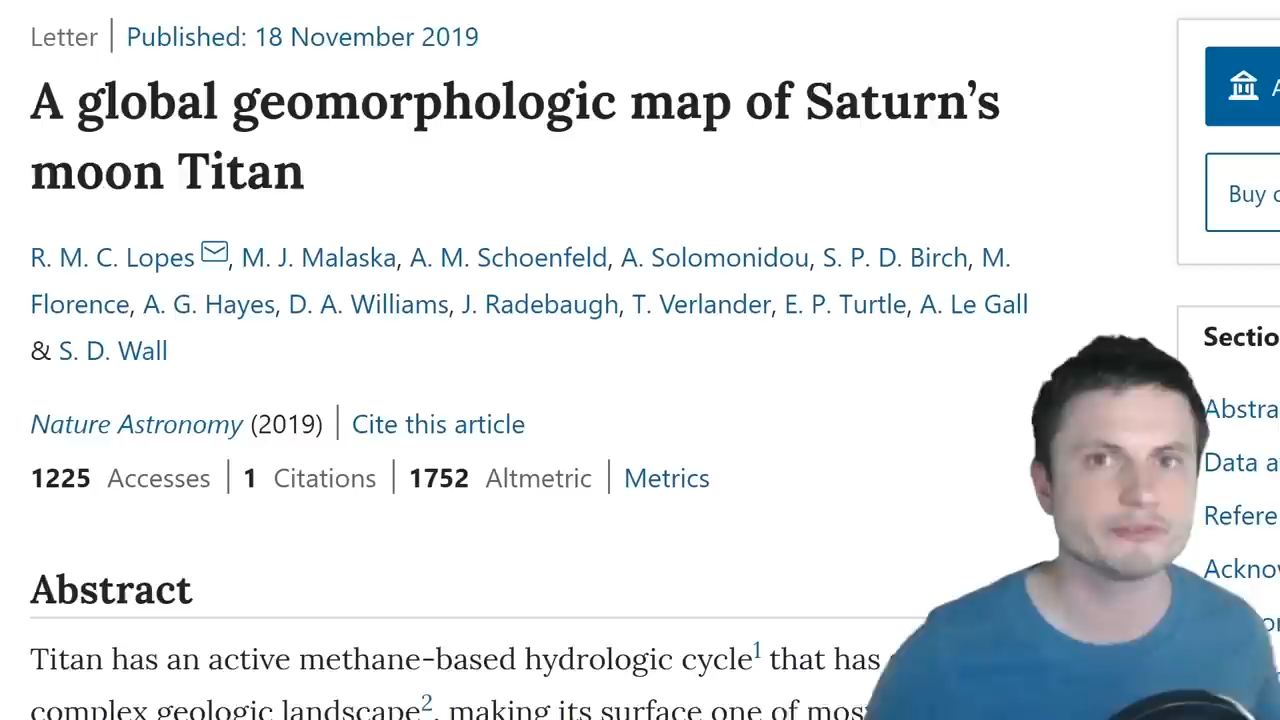 Letter | Published: 18 November 2019
A global geomorphologic map of Saturn’s
moon Titan
R. M. C. Lopes, M. J. Malaska, A. M. Schoenfeld, A. Solomonidou, S. P. D. Birch, M.
Florence, A. G. Hayes, D. A. Williams, J. Radebaugh, T. Verlander, E. P. Turtle, A. Le Gall
& S. D. Wall
Nature Astronomy (2019) | Cite this article
1225 Accesses | 1 Citations | 1752 Altmetric | Metrics
Abstract
Titan has an active methane-based hydrologic cycle1 that has
complex geologic landscape2, making its surface one of most
A
Buy
Sectio
Abstra
Data a
Refere
Ackno